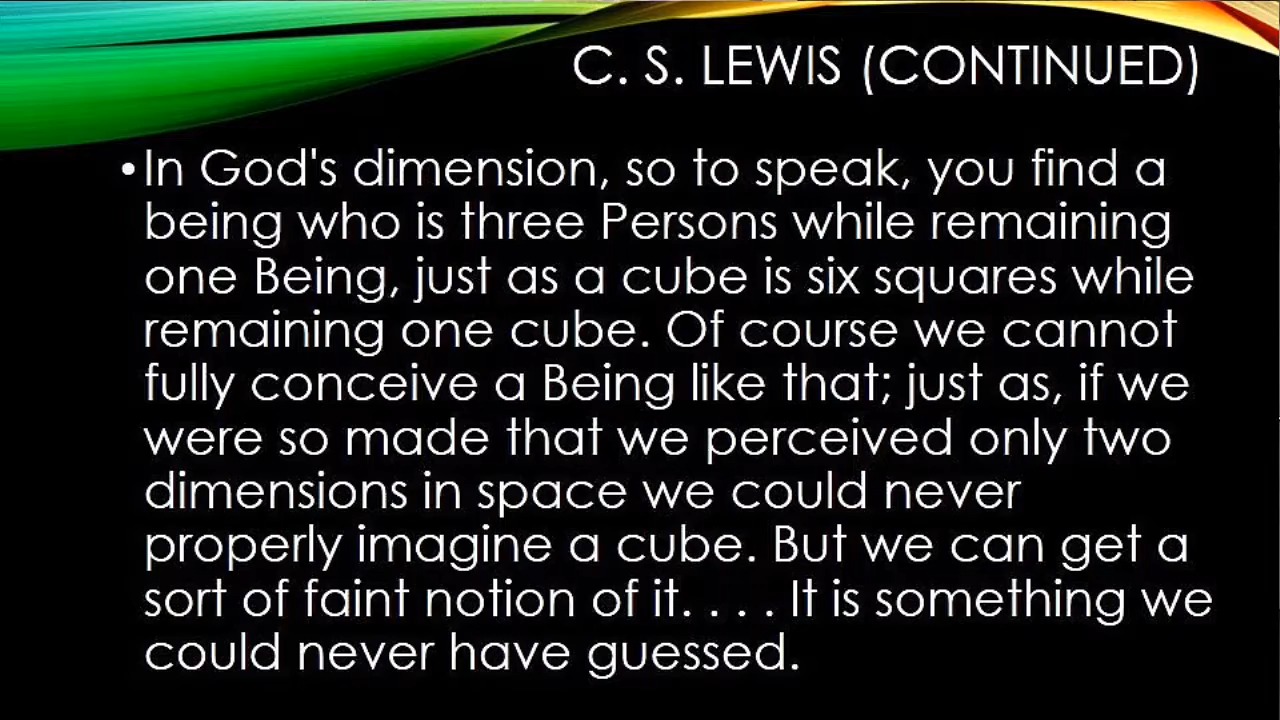 C. S. LEWIS (CONTINUED)
•In God's dimension, so to speak, you find a
being who is three Persons while remaining
one Being, just as a cube is six squares while
remaining one cube. Of course we cannot
fully conceive a Being like that; just as, if we
were so made that we perceived only two
dimensions in space we could never
properly imagine a cube. But we can get a
sort of faint notion of it. . . . It is something we
could never have guessed.